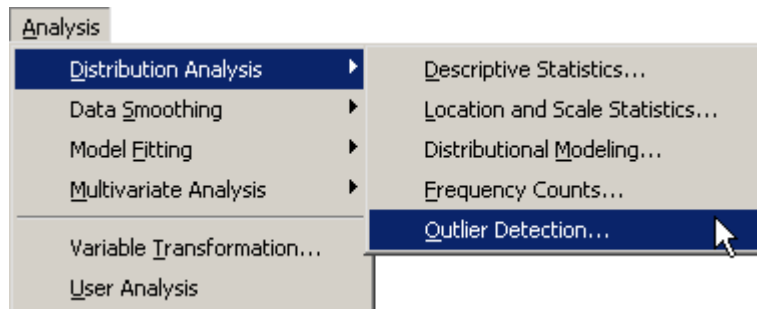 Analysis
Distribution Analysis
Data Smoothing
Model Fitting
Multivariate Analysis
Variable Transformation...
User Analysis
Descriptive Statistics...
Location and Scale Statistics...
Distributional Modeling...
Frequency Counts...
Outlier Detection...